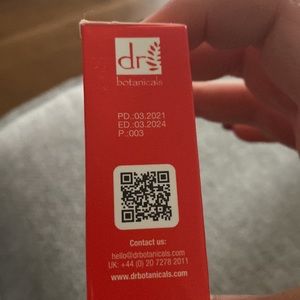 dr
botanicals
PD.:03.2021
ED.:03.2024
P.:003
Contact us:
hello@drbotanicals.com
UK: +44 (0) 20 7278 2011
www.drbotanicals.com